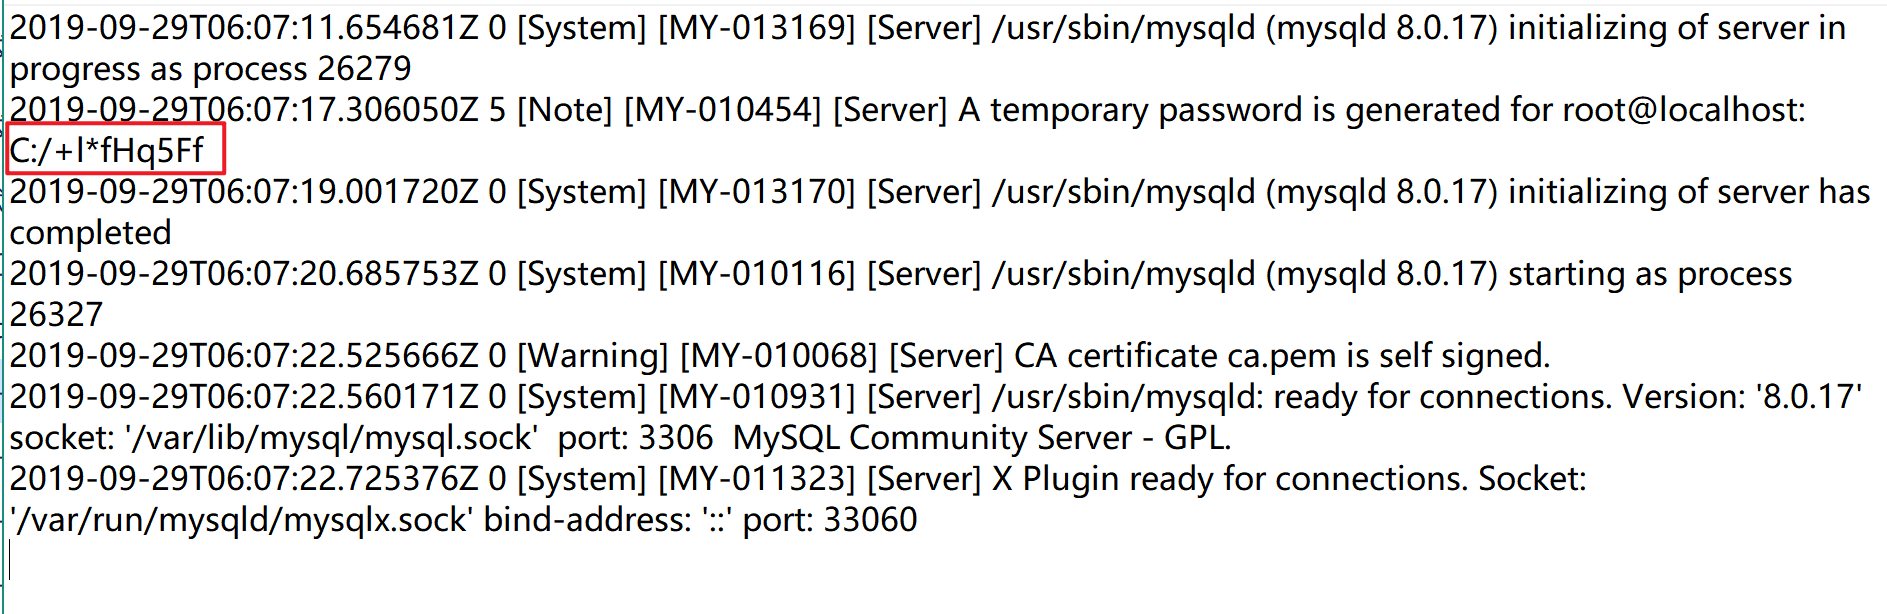 2019-09-29T06:07:11.654681Z 0 [System] [MY-013169] [Server] /usr/sbin/mysqld (mysqld 8.0.17) initializing of server in
progress as process 26279
2019-09-29T06:07:17.306050Z 5 [Note] [MY-010454] [Server] A temporary password is generated for root@localhost:
C:/+l*fHq5Ff
2019-09-29T06:07:19.001720Z 0 [System] [MY-013170] [Server] /usr/sbin/mysqld (mysqld 8.0.17) initializing of server has
completed
2019-09-29T06:07:20.685753Z 0 [System] [MY-010116] [Server] /usr/sbin/mysqld (mysqld 8.0.17) starting as process
26327
2019-09-29T06:07:22.525666Z 0 [Warning] [MY-010068] [Server] CA certificate ca.pem is self signed.
2019-09-29T06:07:22.560171Z 0 [System] [MY-010931] [Server] /usr/sbin/mysqld: ready for connections. Version: '8.0.17'
socket: '/var/lib/mysql/mysql.sock'  port: 3306  MySQL Community Server - GPL.
2019-09-29T06:07:22.725376Z 0 [System] [MY-011323] [Server] X Plugin ready for connections. Socket:
'/var/run/mysqld/mysqlx.sock' bind-address: '::' port: 33060